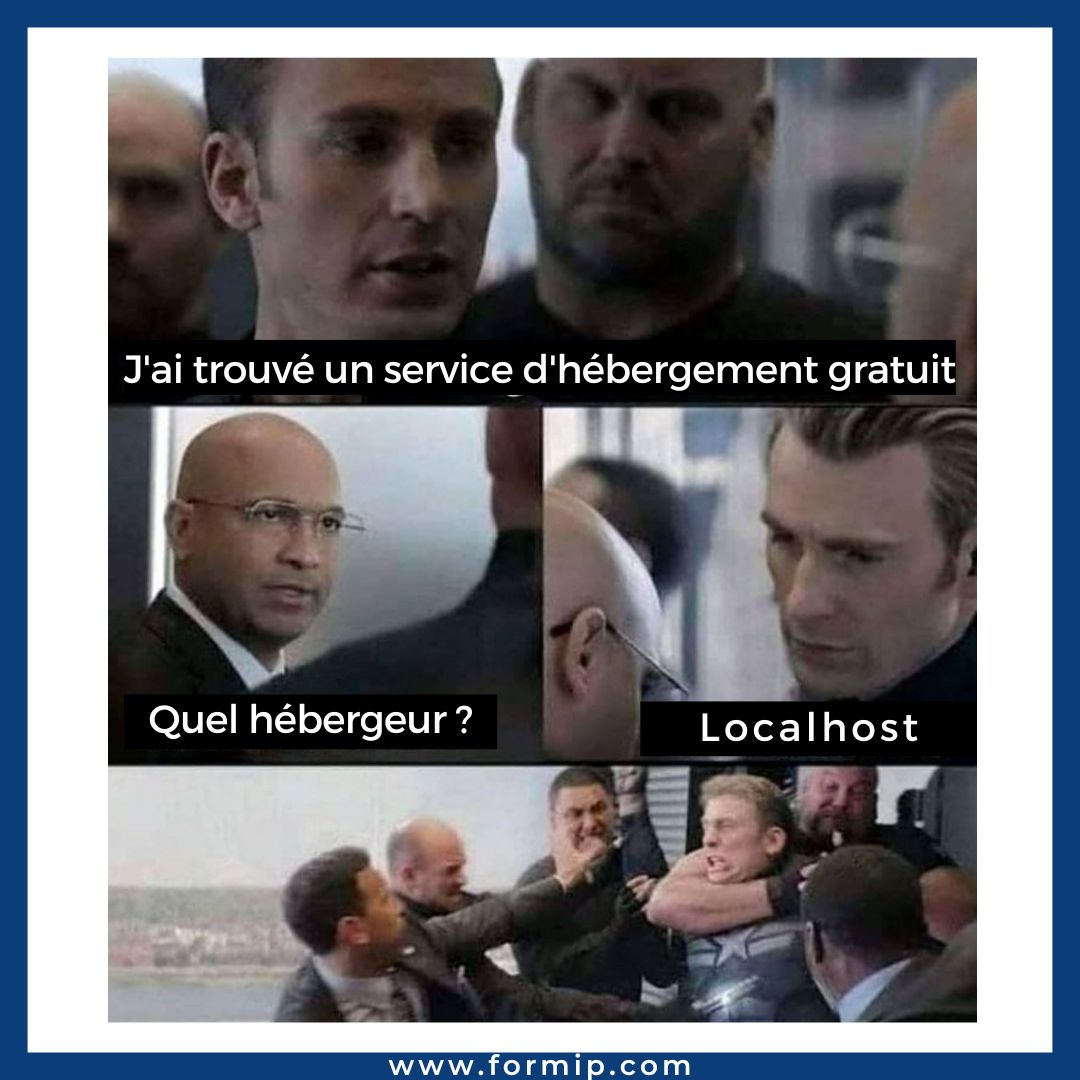 J'ai trouvé un service d'hébergement gratuit
Quel hébergeur ?
Localhost
www.formip.com